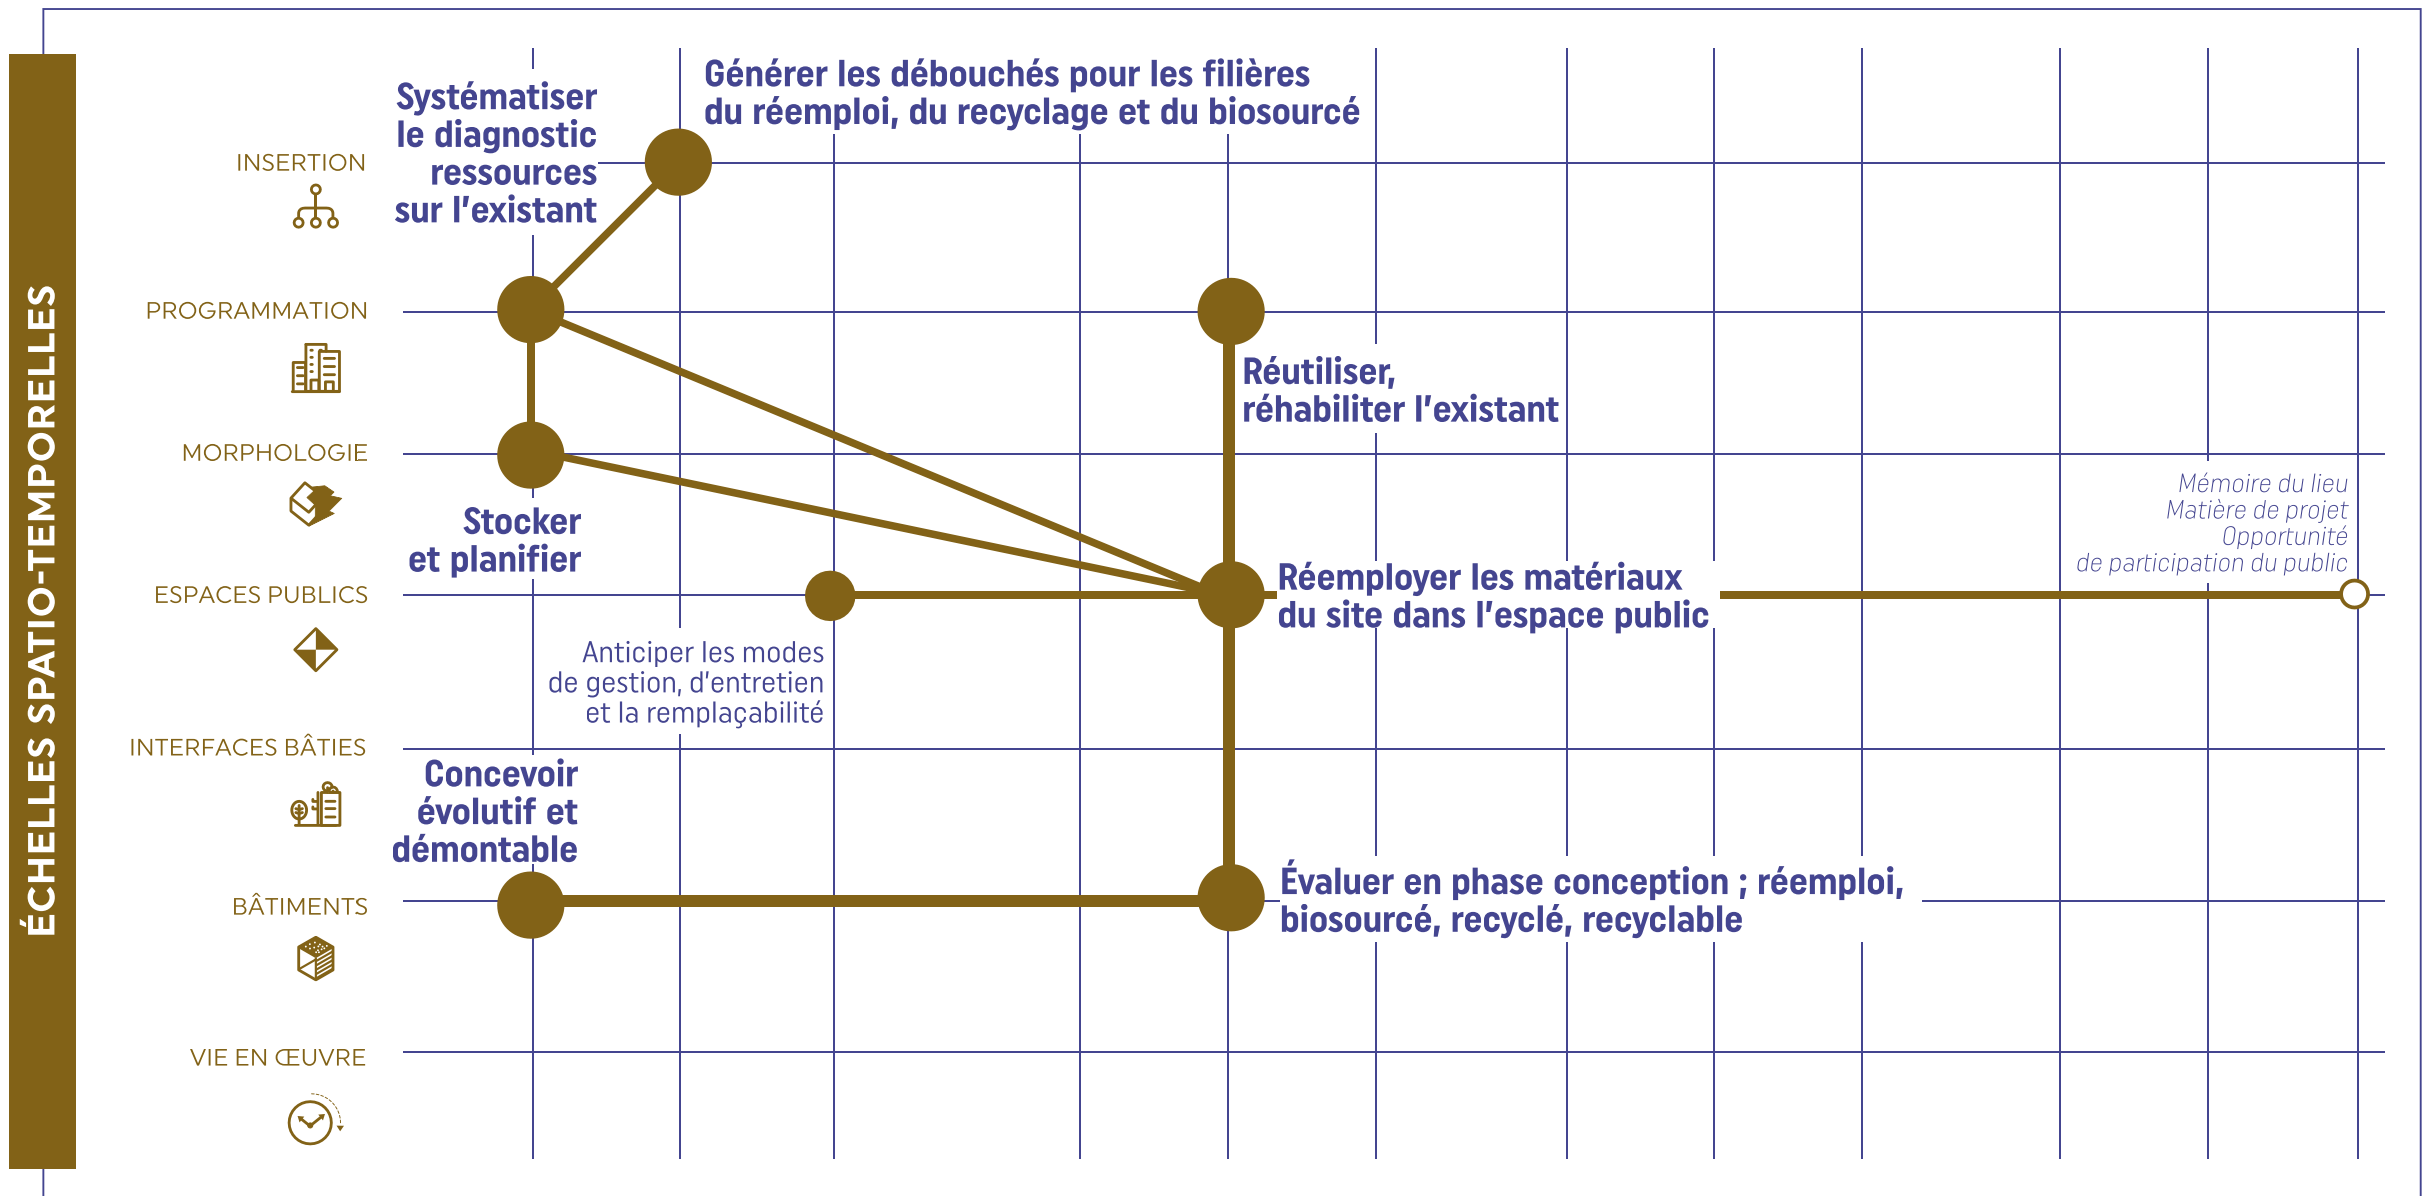 ÉCHELLES SPATIO-TEMPORELLES
Systématiser
le diagnostic
ressources
sur l'existant
Générer les débouchés pour les filières
du réemploi, du recyclage et du biosourcé
INSERTION
PROGRAMMATION
Réutiliser,
réhabiliter l'existant
MORPHOLOGIE
Stocker
et planifier
Mémoire du lieu
Matière de projet
Opportunité
de participation du public
ESPACES PUBLICS
Réemployer les matériaux
du site dans l'espace public
Anticiper les modes
de gestion, d'entretien
et la remplaçabilité
INTERFACES BÂTIES
Concevoir
évolutif et
démontable
BÂTIMENTS
Évaluer en phase conception ; réemploi,
biosourcé, recyclé, recyclable
VIE EN ŒUVRE